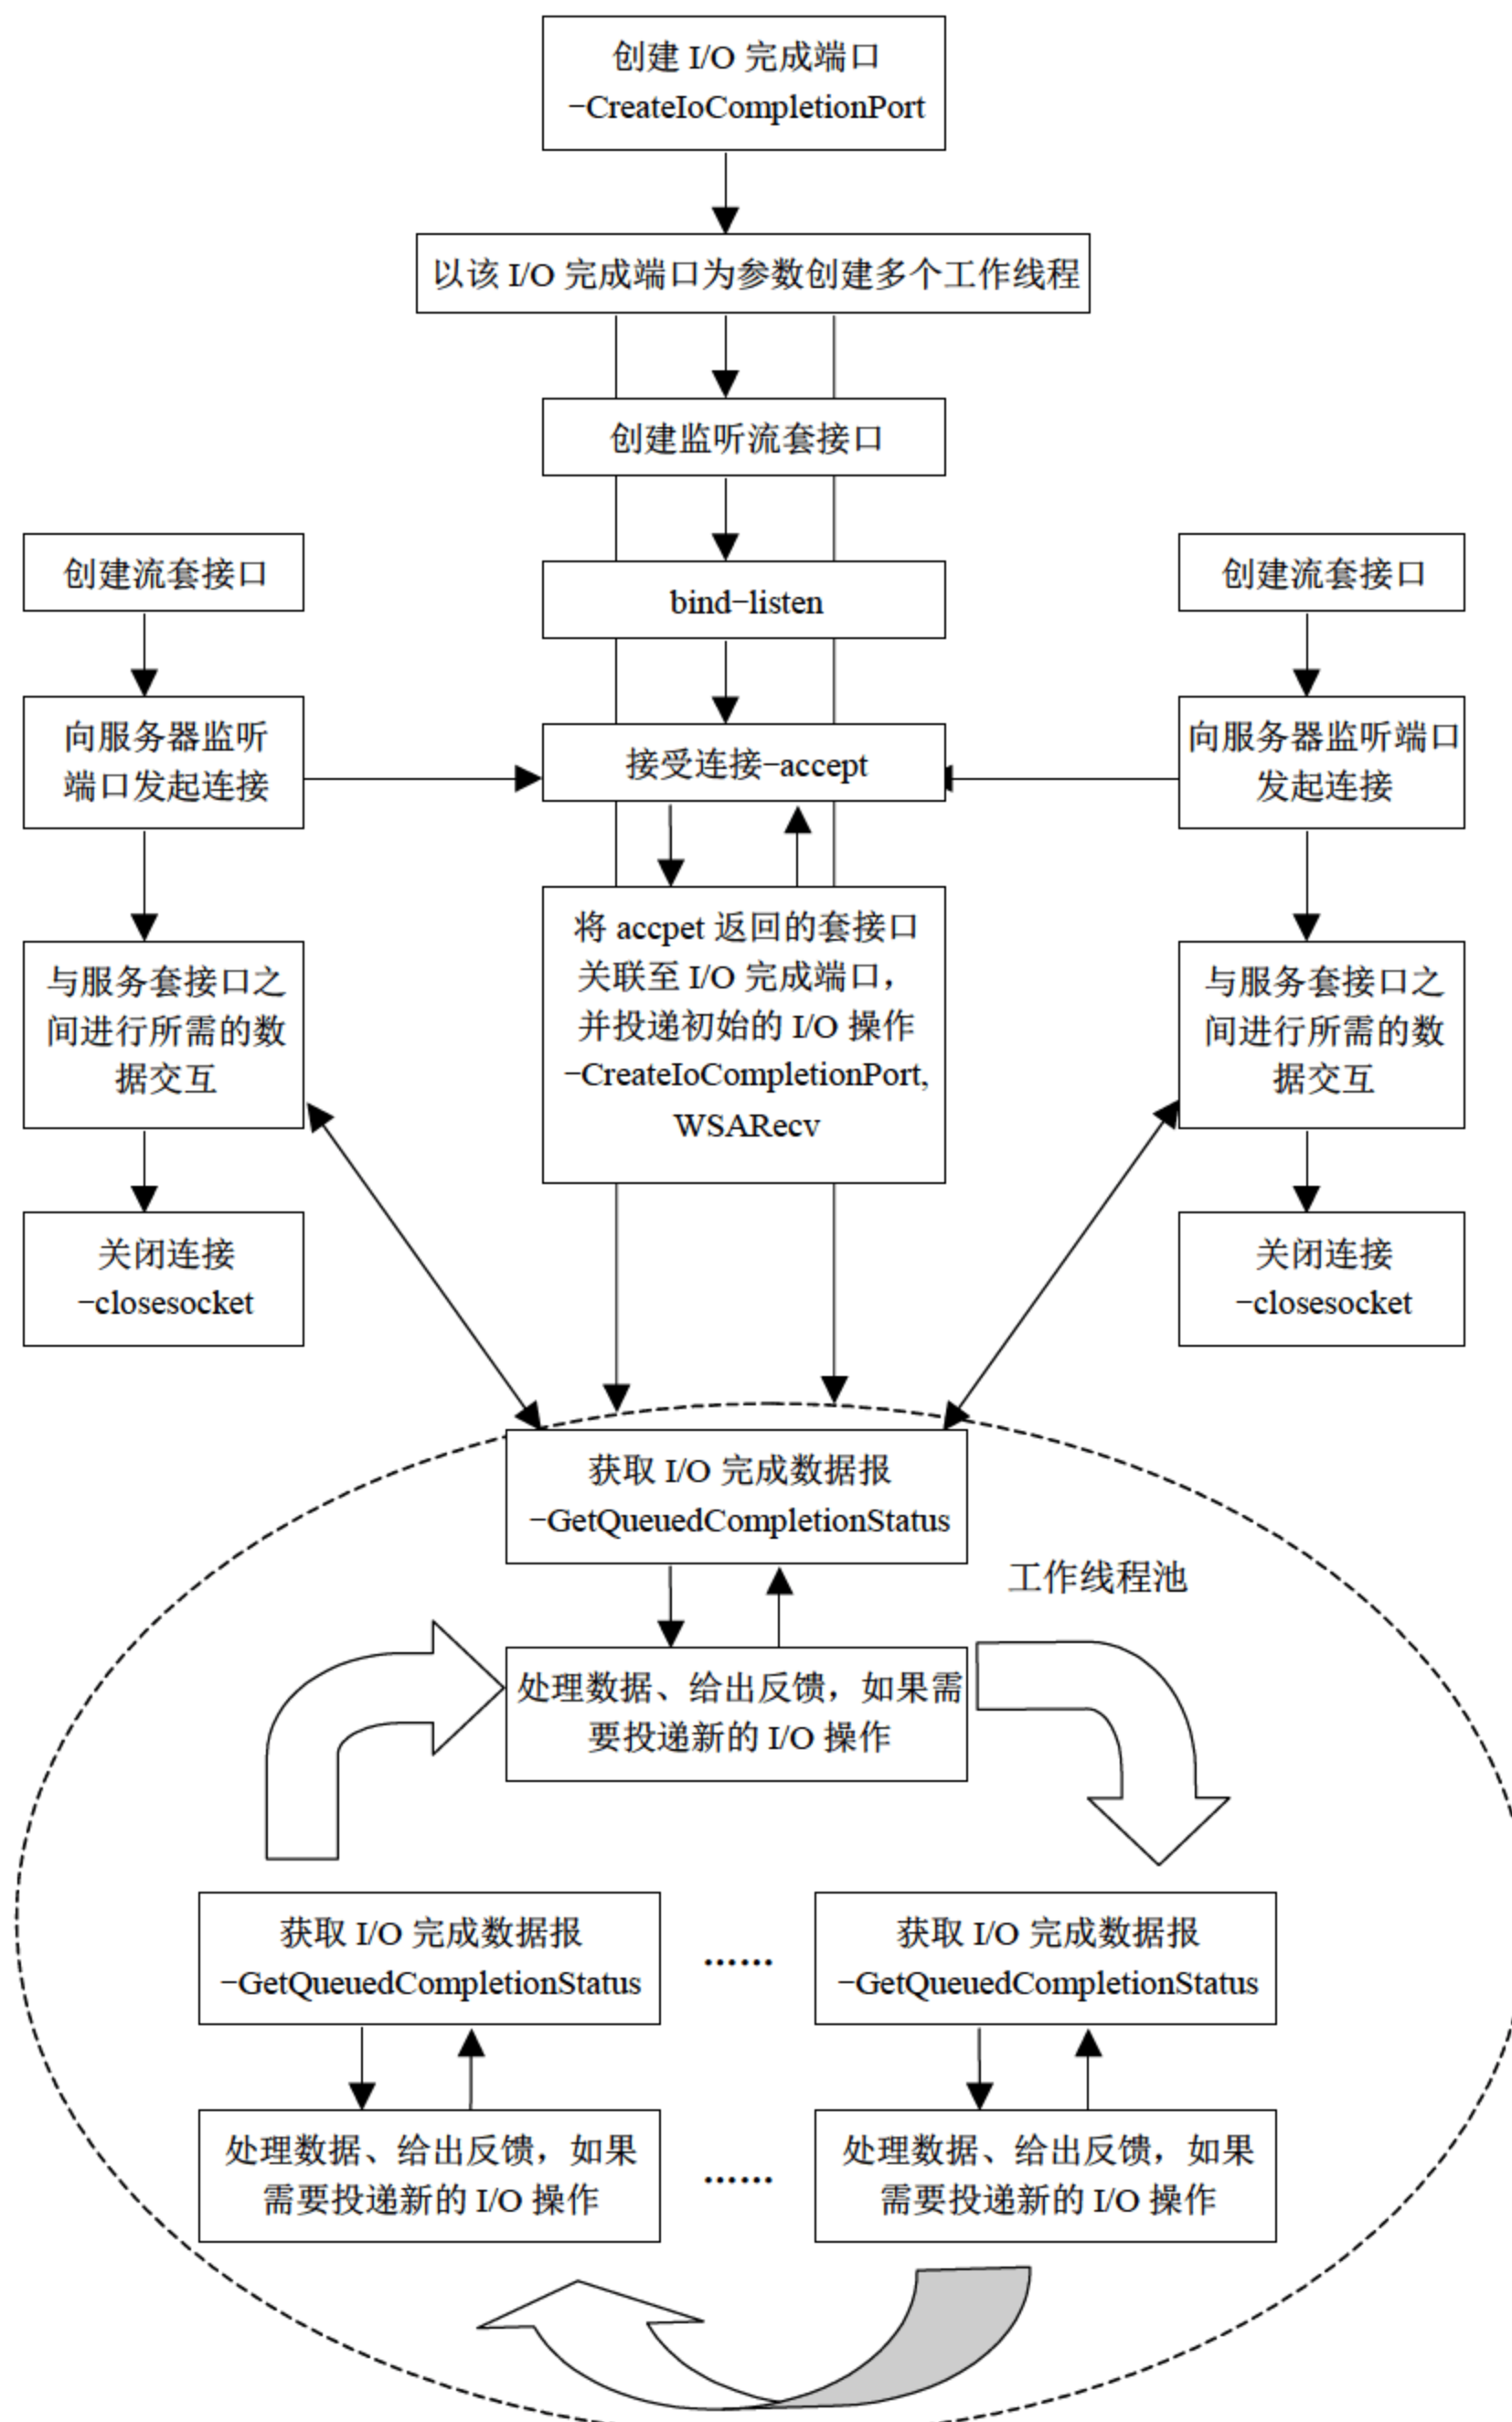 创建 I/O 完成端口
-CreateIoCompletionPort
以该 I/O 完成端口为参数创建多个工作线程
创建监听流套接口
bind-listen
接受连接-accept
将 accpet 返回的套接口
关联至 I/O 完成端口，
并投递初始的 I/O 操作
-CreateIoCompletionPort,
WSARecv
创建流套接口
向服务器监听
端口发起连接
与服务套接口之
间进行所需的数
据交互
关闭连接
-closesocket
创建流套接口
向服务器监听端口
发起连接
与服务套接口之
间进行所需的数
据交互
关闭连接
-closesocket
获取 I/O 完成数据报
-GetQueuedCompletionStatus
工作线程池
处理数据、给出反馈，如果需
要投递新的 I/O 操作
获取 I/O 完成数据报
-GetQueuedCompletionStatus
……
获取 I/O 完成数据报
-GetQueuedCompletionStatus
处理数据、给出反馈，如果
需要投递新的 I/O 操作
……
处理数据、给出反馈，如果
需要投递新的 I/O 操作